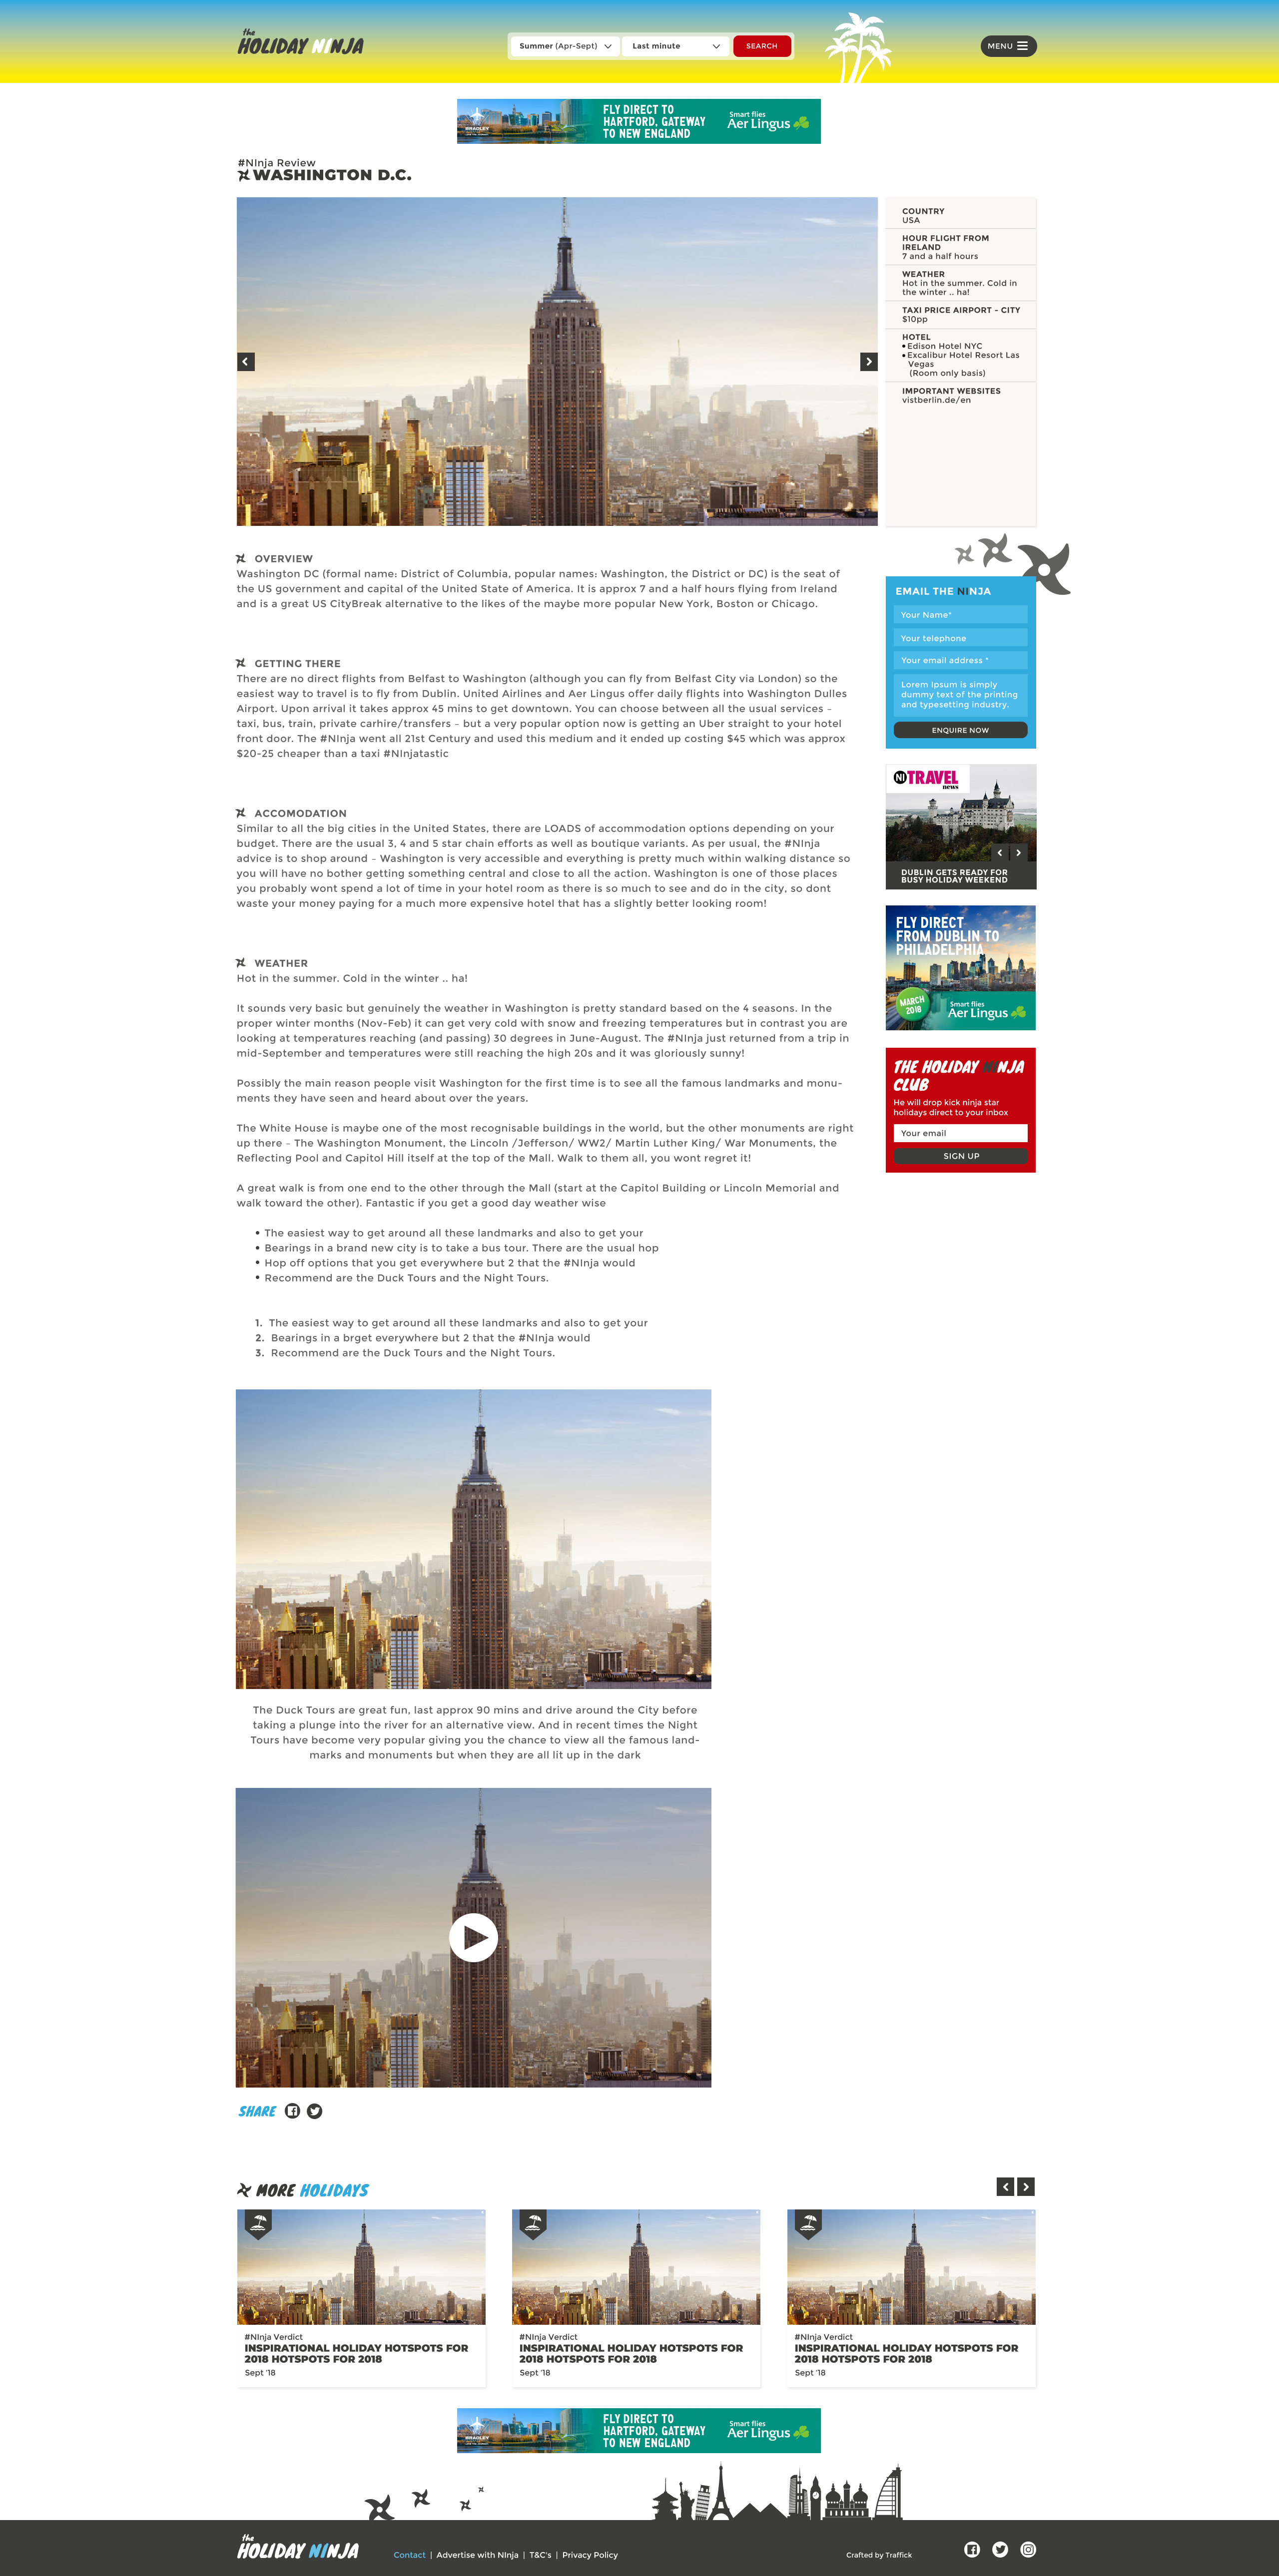 the
HOLIDAY NINJA
Summer (Apr-Sept)
Last minute
SEARCH
MENU
BRADLEY
FLY DIRECT TO
HARTFORD, GATEWAY
TO NEW ENGLAND
Smart flies
Aer Lingus
#NInja Review
WASHINGTON D.C.
COUNTRY
USA
HOUR FLIGHT FROM
IRELAND
7 and a half hours
WEATHER
Hot in the summer. Cold in
the winter .. ha!
TAXI PRICE AIRPORT - CITY
$10pp
HOTEL
• Edison Hotel NYC
• Excalibur Hotel Resort Las
Vegas
(Room only basis)
IMPORTANT WEBSITES
vistberlin.de/en
OVERVIEW
Washington DC (formal name: District of Columbia, popular names: Washington, the District or DC) is the seat of
the US government and capital of the United State of America. It is approx 7 and a half hours flying from Ireland
and is a great US CityBreak alternative to the likes of the maybe more popular New York, Boston or Chicago.
GETTING THERE
There are no direct flights from Belfast to Washington (although you can fly from Belfast City via London) so the
easiest way to travel is to fly from Dublin. United Airlines and Aer Lingus offer daily flights into Washington Dulles
Airport. Upon arrival it takes approx 45 mins to get downtown. You can choose between all the usual services –
taxi, bus, train, private carhire/transfers – but a very popular option now is getting an Uber straight to your hotel
front door. The #NInja went all 21st Century and used this medium and it ended up costing $45 which was approx
$20-25 cheaper than a taxi #NInjatastic
ACCOMODATION
Similar to all the big cities in the United States, there are LOADS of accommodation options depending on your
budget. There are the usual 3, 4 and 5 star chain efforts as well as boutique variants. As per usual, the #NInja
advice is to shop around – Washington is very accessible and everything is pretty much within walking distance so
you will have no bother getting something central and close to all the action. Washington is one of those places
you probably wont spend a lot of time in your hotel room as there is so much to see and do in the city, so dont
waste your money paying for a much more expensive hotel that has a slightly better looking room!
WEATHER
Hot in the summer. Cold in the winter .. ha!
It sounds very basic but genuinely the weather in Washington is pretty standard based on the 4 seasons. In the
proper winter months (Nov-Feb) it can get very cold with snow and freezing temperatures but in contrast you are
looking at temperatures reaching (and passing) 30 degrees in June-August. The #NInja just returned from a trip in
mid-September and temperatures were still reaching the high 20s and it was gloriously sunny!
Possibly the main reason people visit Washington for the first time is to see all the famous landmarks and monu-
ments they have seen and heard about over the years.
The White House is maybe one of the most recognisable buildings in the world, but the other monuments are right
up there – The Washington Monument, the Lincoln /Jefferson/ WW2/ Martin Luther King/ War Monuments, the
Reflecting Pool and Capitol Hill itself at the top of the Mall. Walk to them all, you wont regret it!
A great walk is from one end to the other through the Mall (start at the Capitol Building or Lincoln Memorial and
walk toward the other). Fantastic if you get a good day weather wise
• The easiest way to get around all these landmarks and also to get your
• Bearings in a brand new city is to take a bus tour. There are the usual hop
• Hop off options that you get everywhere but 2 that the #NInja would
• Recommend are the Duck Tours and the Night Tours.
1. The easiest way to get around all these landmarks and also to get your
2. Bearings in a brget everywhere but 2 that the #NInja would
3. Recommend are the Duck Tours and the Night Tours.
The Duck Tours are great fun, last approx 90 mins and drive around the City before
taking a plunge into the river for an alternative view. And in recent times the Night
Tours have become very popular giving you the chance to view all the famous land-
marks and monuments but when they are all lit up in the dark
SHARE
EMAIL THE NINJA
Your Name*
Your telephone
Your email address *
Lorem Ipsum is simply
dummy text of the printing
and typesetting industry.
ENQUIRE NOW
NI TRAVEL
news
DUBLIN GETS READY FOR
BUSY HOLIDAY WEEKEND
FLY DIRECT
FROM DUBLIN TO
PHILADELPHIA
MARCH
2018
Smart flies
Aer Lingus
THE HOLIDAY NINJA
CLUB
He will drop kick ninja star
holidays direct to your inbox
Your email
SIGN UP
MORE HOLIDAYS
#NInja Verdict
INSPIRATIONAL HOLIDAY HOTSPOTS FOR
2018 HOTSPOTS FOR 2018
Sept '18
#NInja Verdict
INSPIRATIONAL HOLIDAY HOTSPOTS FOR
2018 HOTSPOTS FOR 2018
Sept '18
#NInja Verdict
INSPIRATIONAL HOLIDAY HOTSPOTS FOR
2018 HOTSPOTS FOR 2018
Sept '18
BRADLEY
FLY DIRECT TO
HARTFORD, GATEWAY
TO NEW ENGLAND
Smart flies
Aer Lingus
the
HOLIDAY NINJA
Contact | Advertise with NInja | T&C's | Privacy Policy
Crafted by Traffick